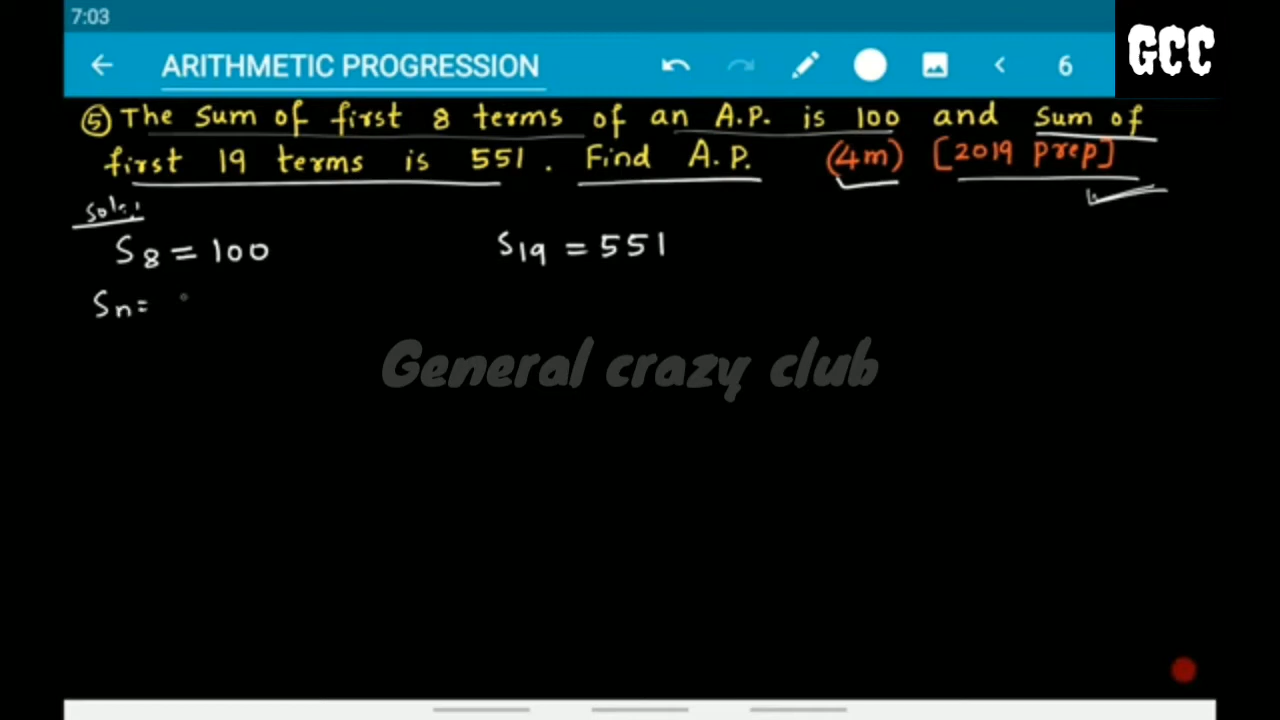 7:03
GCC
ARITHMETIC PROGRESSION
6
⑤ The sum of first 8 terms of an A.P. is 100 and sum of
first 19 terms is 551. Find A.P. (4m) [2019 prep]
Soln:
S₈ = 100 S₁₉ = 551
Sn=
General crazy club